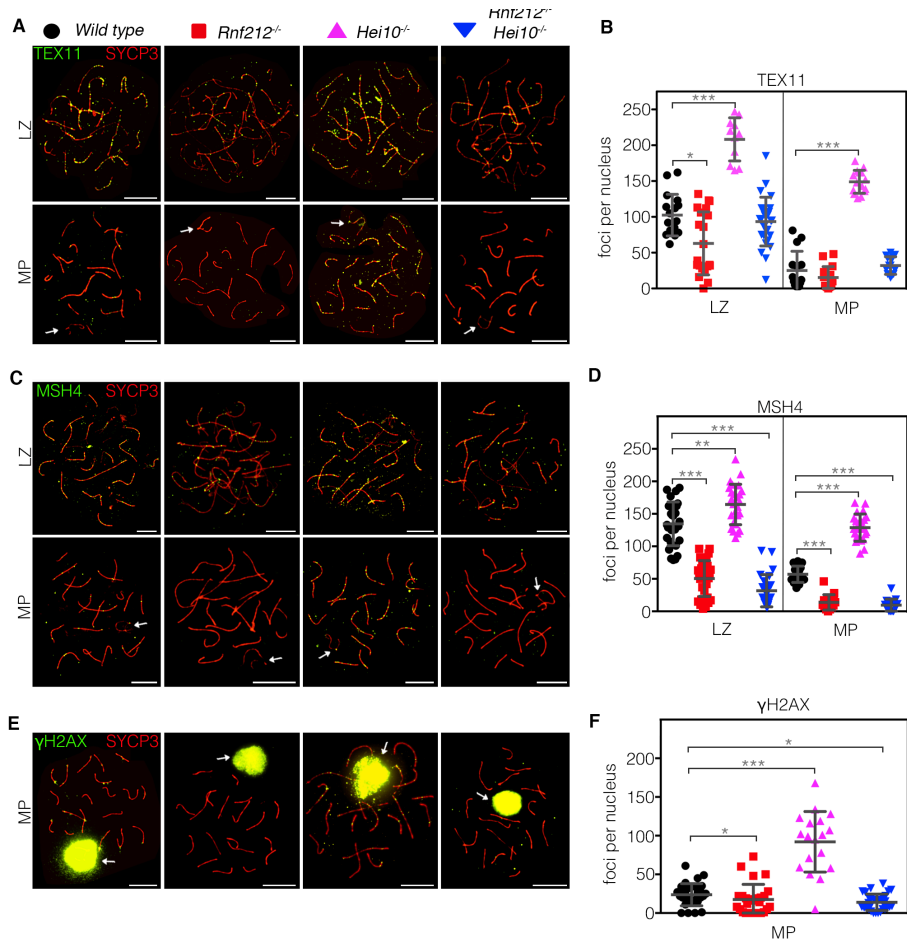 A
Wild type
Rnf212-/-
Hei10-/-
Rnf212-/-
Hei10-/-
TEX11 SYCP3
LZ
MP
B
TEX11
foci per nucleus
250
200
150
100
50
0
***
*
***
LZ MP
C
MSH4 SYCP3
LZ
MP
D
MSH4
foci per nucleus
250
200
150
100
50
0
***
**
***
***
***
***
LZ MP
E
γH2AX SYCP3
MP
F
γH2AX
foci per nucleus
200
150
100
50
0
*
***
*
MP